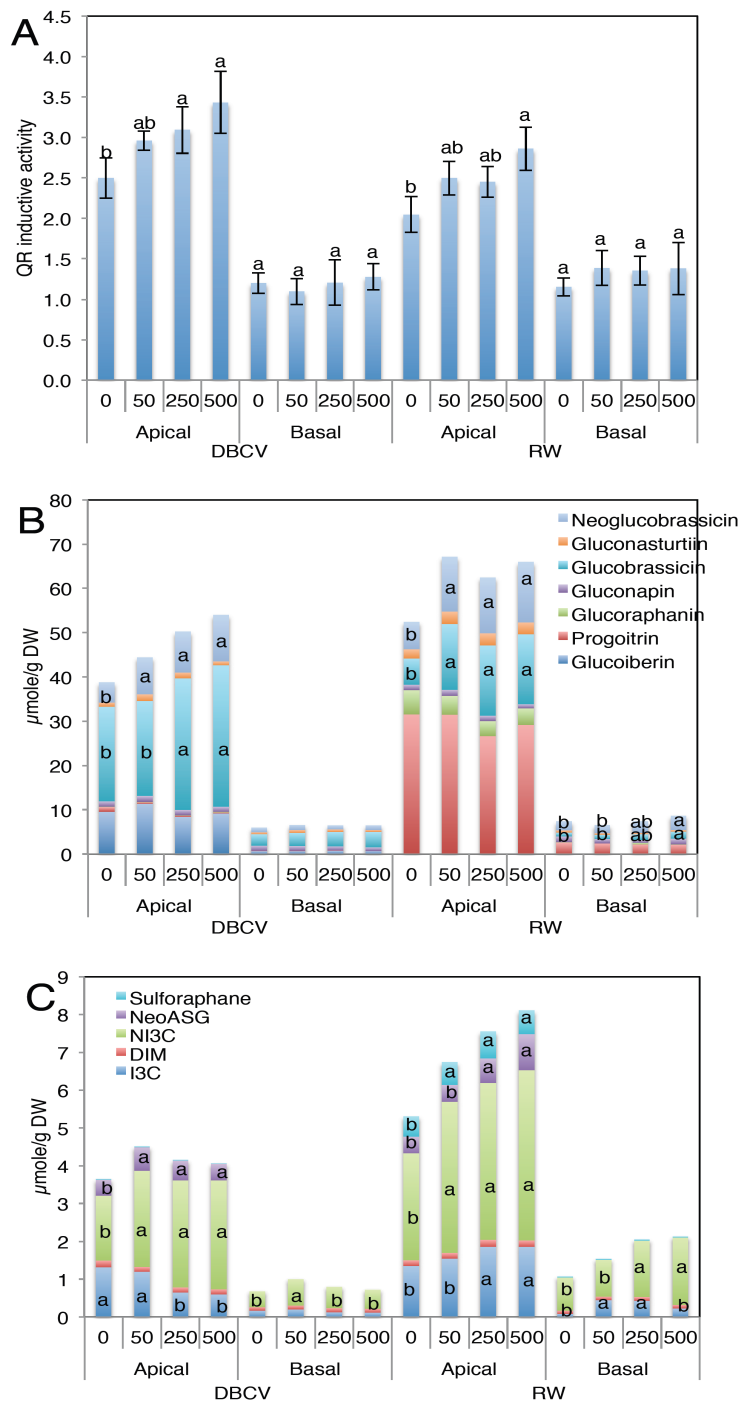 A
QR inductive activity
4.5
4.0
3.5
3.0
2.5
2.0
1.5
1.0
0.5
0.0
b ab a a a a a a b ab ab a a a a a
0 50 250 500 0 50 250 500 0 50 250 500 0 50 250 500
Apical Basal Apical Basal
DBCV RW
B
µmole/g DW
80
70
60
50
40
30
20
10
0
Neoglucobrassicin
Gluconasturtiin
Glucobrassicin
Gluconapin
Glucoraphanin
Progoitrin
Glucoiberin
b a a a b a a a b b ab a
b b a a b a a a b b ab a
0 50 250 500 0 50 250 500 0 50 250 500 0 50 250 500
Apical Basal Apical Basal
DBCV RW
C
µmole/g DW
9
8
7
6
5
4
3
2
1
0
Sulforaphane
NeoASG
NI3C
DIM
I3C
b a a a
b a a a
b a a a b b a a
b a a a b a b b b a a a b b a a
a a b b b b a a b a a b
0 50 250 500 0 50 250 500 0 50 250 500 0 50 250 500
Apical Basal Apical Basal
DBCV RW